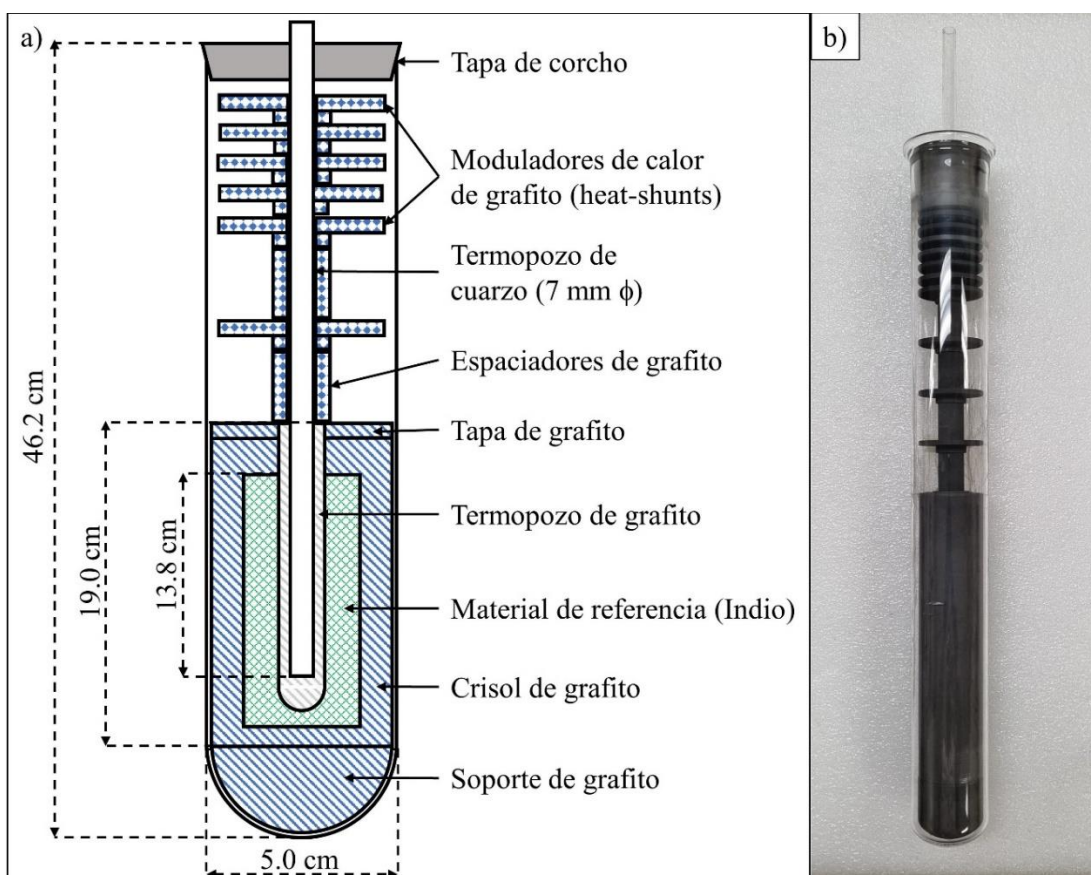 a)
b)
Tapa de corcho
Moduladores de calor
de grafito (heat-shunts)
Termopozo de
cuarzo (7 mm ϕ)
Espaciadores de grafito
Tapa de grafito
Termopozo de grafito
Material de referencia (Indio)
Crisol de grafito
Soporte de grafito
46.2 cm
19.0 cm
13.8 cm
5.0 cm